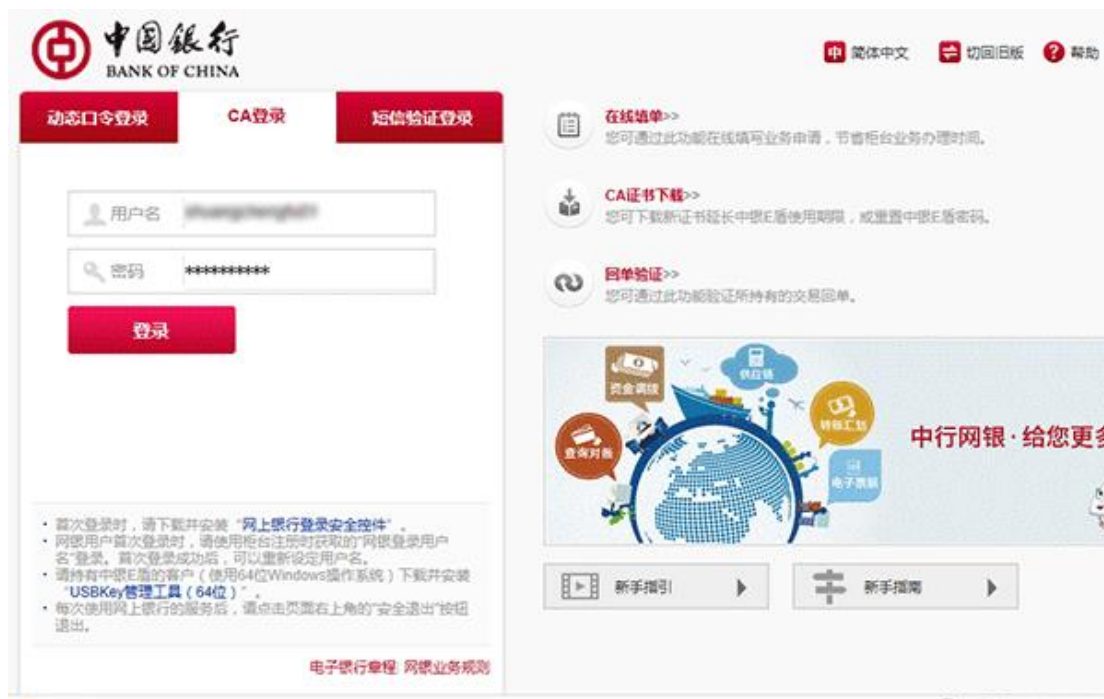 中国銀行
BANK OF CHINA
简体中文
切回旧版
帮助
动态口令登录
CA登录
短信验证登录
用户名
密码
**********
登录
在线填单>>
您可通过此功能在线填写业务申请，节省柜台业务办理时间。
CA证书下载>>
您可下载新证书延长中银E盾使用期限，或重置中银E盾密码。
回单验证>>
您可通过此功能验证所持有的交易回单。
资金调拨
供应链
查询对账
转账汇划
电子票据
中行网银·给您更多
• 首次登录时，请下载并安装“网上银行登录安全控件”。
• 网银用户首次登录时，请使用柜台注册时获取的“网银登录用户
名”登录。首次登录成功后，可以重新设定用户名。
• 请持有中银E盾的客户（使用64位Windows操作系统）下载并安装
“USBKey管理工具（64位）”。
• 每次使用网上银行的服务后，请点击页面右上角的“安全退出”按钮
退出。
电子银行章程 网银业务规则
新手指引
新手指南